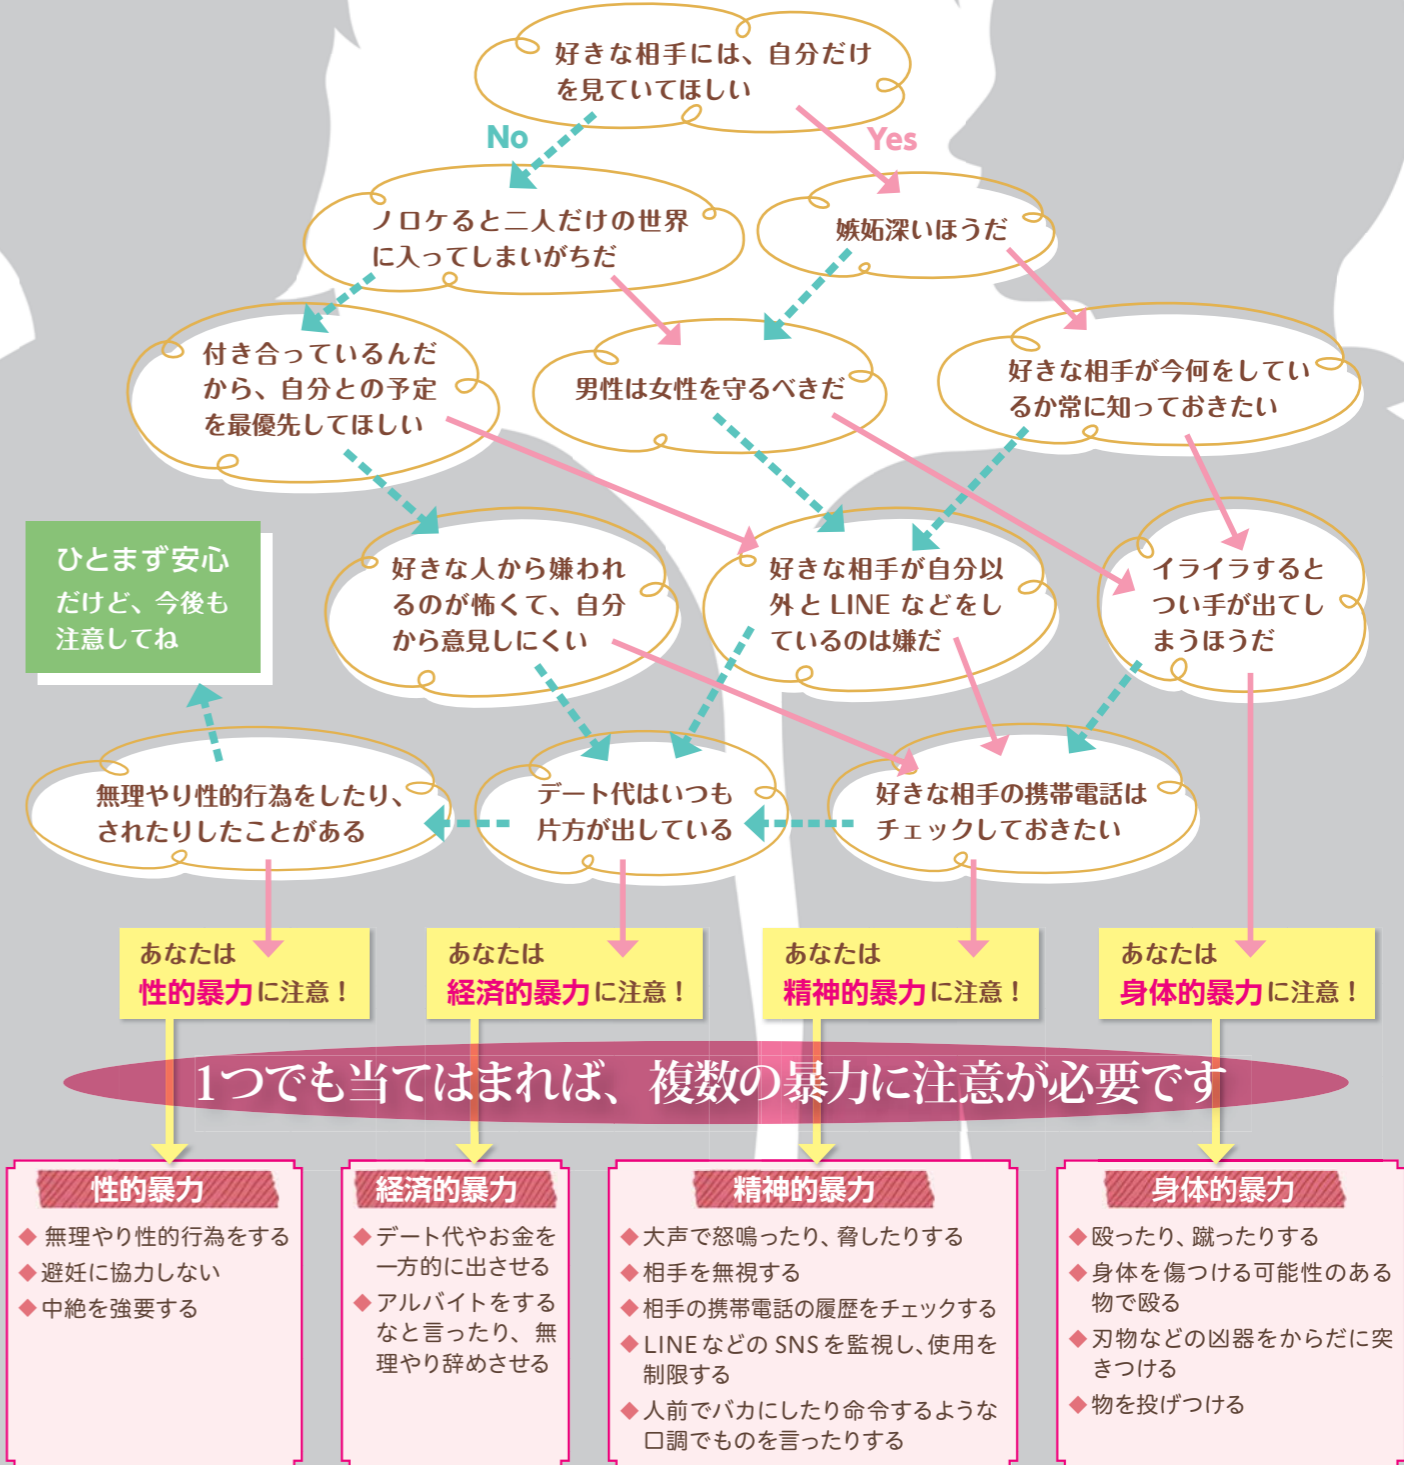 好きな相手には、自分だけ
を見ていてほしい
No
Yes
ノロケると二人だけの世界
に入ってしまいがちだ
嫉妬深いほうだ
付き合っているんだ
から、自分との予定
を最優先してほしい
男性は女性を守るべきだ
好きな相手が今何をしてい
るか常に知っておきたい
ひとまず安心
だけど、今後も
注意してね
好きな人から嫌われ
るのが怖くて、自分
から意見しにくい
好きな相手が自分以
外と LINE などをし
ているのは嫌だ
イライラすると
つい手が出てし
まうほうだ
無理やり性的行為をしたり、
されたりしたことがある
デート代はいつも
片方が出している
好きな相手の携帯電話は
チェックしておきたい
あなたは
性的暴力に注意！
あなたは
経済的暴力に注意！
あなたは
精神的暴力に注意！
あなたは
身体的暴力に注意！
1つでも当てはまれば、複数の暴力に注意が必要です
性的暴力
◆無理やり性的行為をする
◆避妊に協力しない
◆中絶を強要する
経済的暴力
◆デート代やお金を
一方的に出させる
◆アルバイトをする
なと言ったり、無
理やり辞めさせる
精神的暴力
◆大声で怒鳴ったり、脅したりする
◆相手を無視する
◆相手の携帯電話の履歴をチェックする
◆LINEなどの SNS を監視し、使用を
制限する
◆人前でバカにしたり命令するような
口調でものを言ったりする
身体的暴力
◆殴ったり、蹴ったりする
◆身体を傷つける可能性のある
物で殴る
◆刃物などの凶器をからだに突
きつける
◆物を投げつける